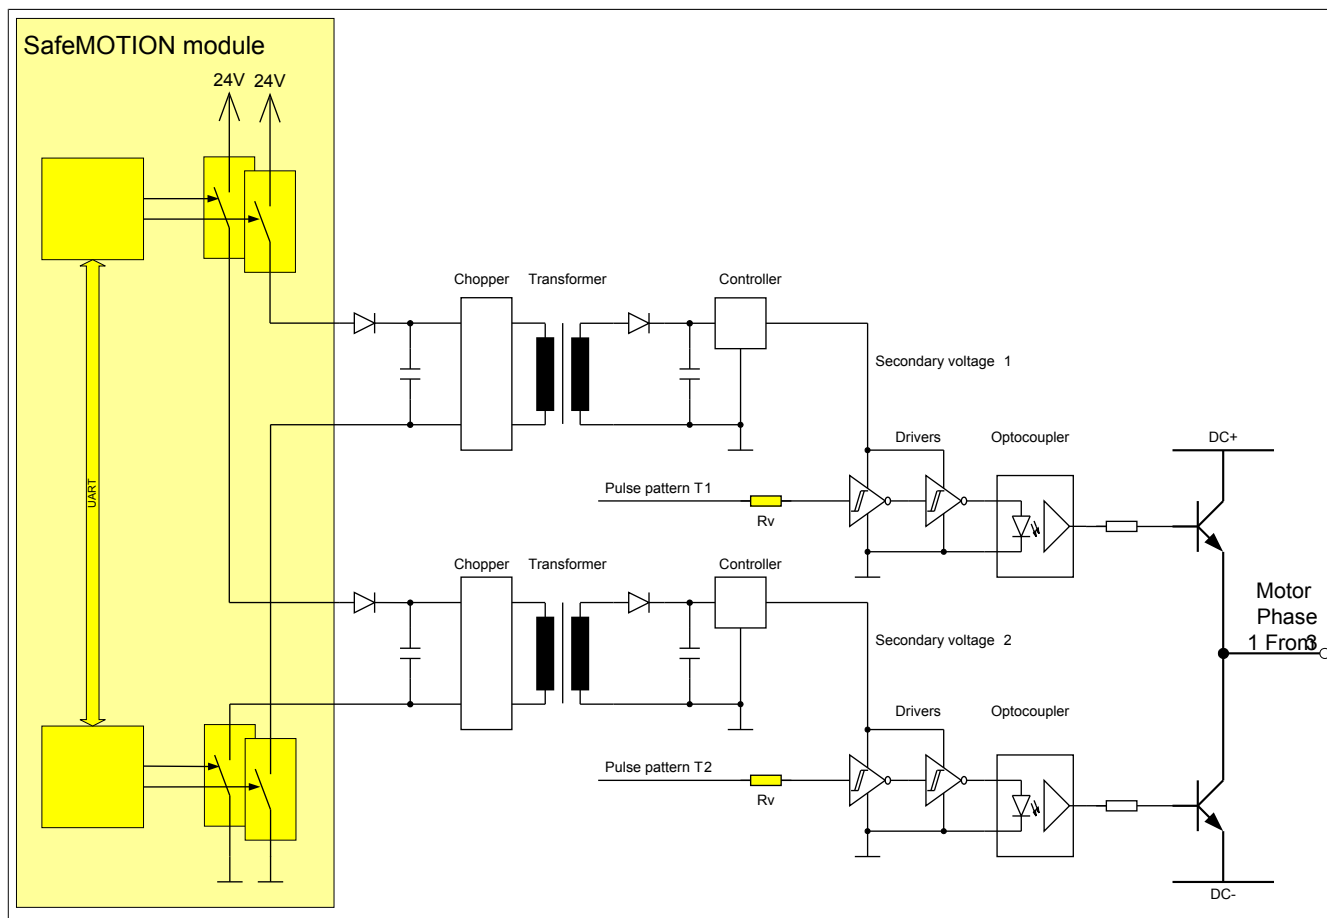 SafeMOTION module
24V 24V
UART
Chopper Transformer Controller
Secondary voltage 1
Drivers Optocoupler
DC+
Pulse pattern T1
Rv
Chopper Transformer Controller
Motor
Phase
1 From 3
Secondary voltage 2
Drivers Optocoupler
Pulse pattern T2
Rv
DC-